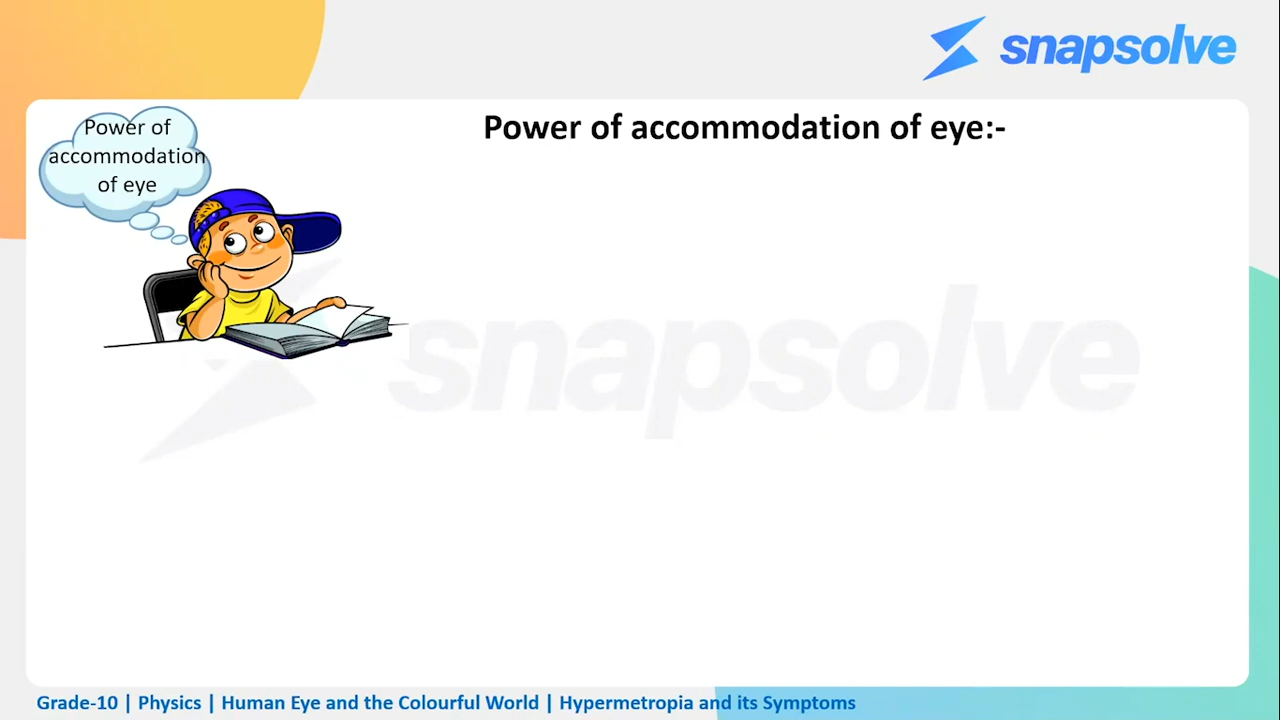 snapsolve
Power of
accommodation
of eye
Power of accommodation of eye:-
snapsolve
Grade-10 | Physics | Human Eye and the Colourful World | Hypermetropia and its Symptoms